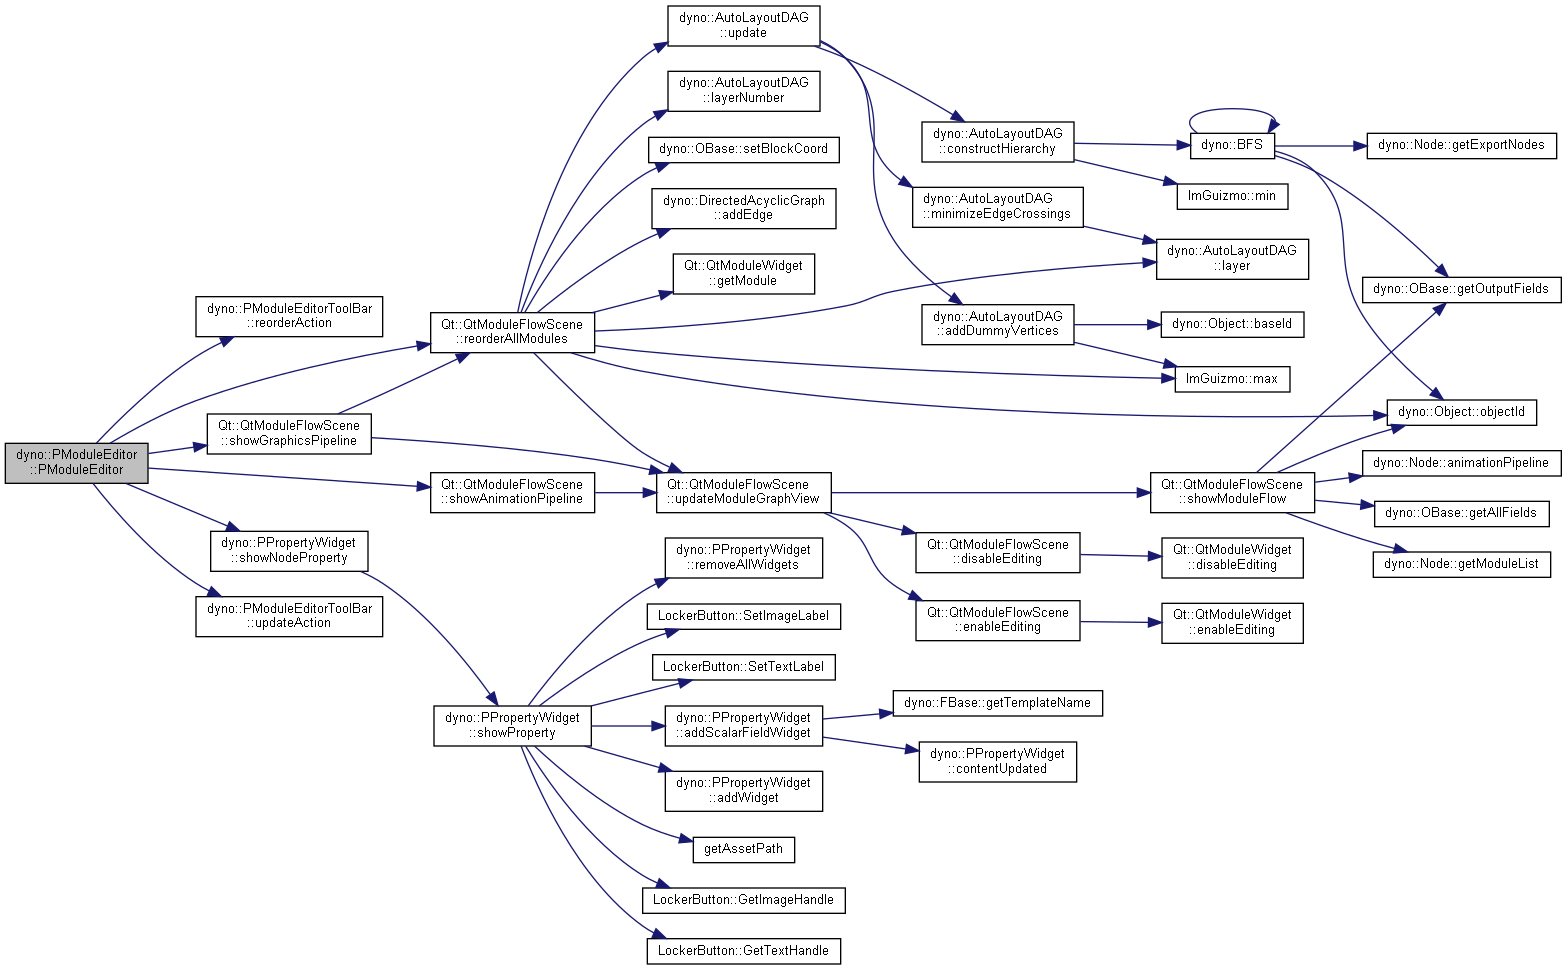 dyno::PModuleEditor
::PModuleEditor
dyno::PModuleEditorToolBar
::reorderAction
Qt::QtModuleFlowScene
::showGraphicsPipeline
dyno::PPropertyWidget
::showNodeProperty
dyno::PModuleEditorToolBar
::updateAction
Qt::QtModuleFlowScene
::reorderAllModules
Qt::QtModuleFlowScene
::showAnimationPipeline
dyno::PPropertyWidget
::showProperty
dyno::AutoLayoutDAG
::update
dyno::AutoLayoutDAG
::layerNumber
dyno::OBase::setBlockCoord
dyno::DirectedAcyclicGraph
::addEdge
Qt::QtModuleWidget
::getModule
Qt::QtModuleFlowScene
::updateModuleGraphView
dyno::PPropertyWidget
::removeAllWidgets
LockerButton::SetImageLabel
LockerButton::SetTextLabel
dyno::PPropertyWidget
::addScalarFieldWidget
dyno::PPropertyWidget
::addWidget
getAssetPath
LockerButton::GetImageHandle
LockerButton::GetTextHandle
dyno::AutoLayoutDAG
::constructHierarchy
dyno::AutoLayoutDAG
::minimizeEdgeCrossings
dyno::AutoLayoutDAG
::addDummyVertices
Qt::QtModuleFlowScene
::disableEditing
Qt::QtModuleFlowScene
::enableEditing
dyno::FBase::getTemplateName
dyno::PPropertyWidget
::contentUpdated
dyno::BFS
ImGuizmo::min
dyno::AutoLayoutDAG
::layer
dyno::Object::baseId
ImGuizmo::max
Qt::QtModuleFlowScene
::showModuleFlow
Qt::QtModuleWidget
::disableEditing
Qt::QtModuleWidget
::enableEditing
dyno::Node::getExportNodes
dyno::OBase::getOutputFields
dyno::Object::objectId
dyno::Node::animationPipeline
dyno::OBase::getAllFields
dyno::Node::getModuleList